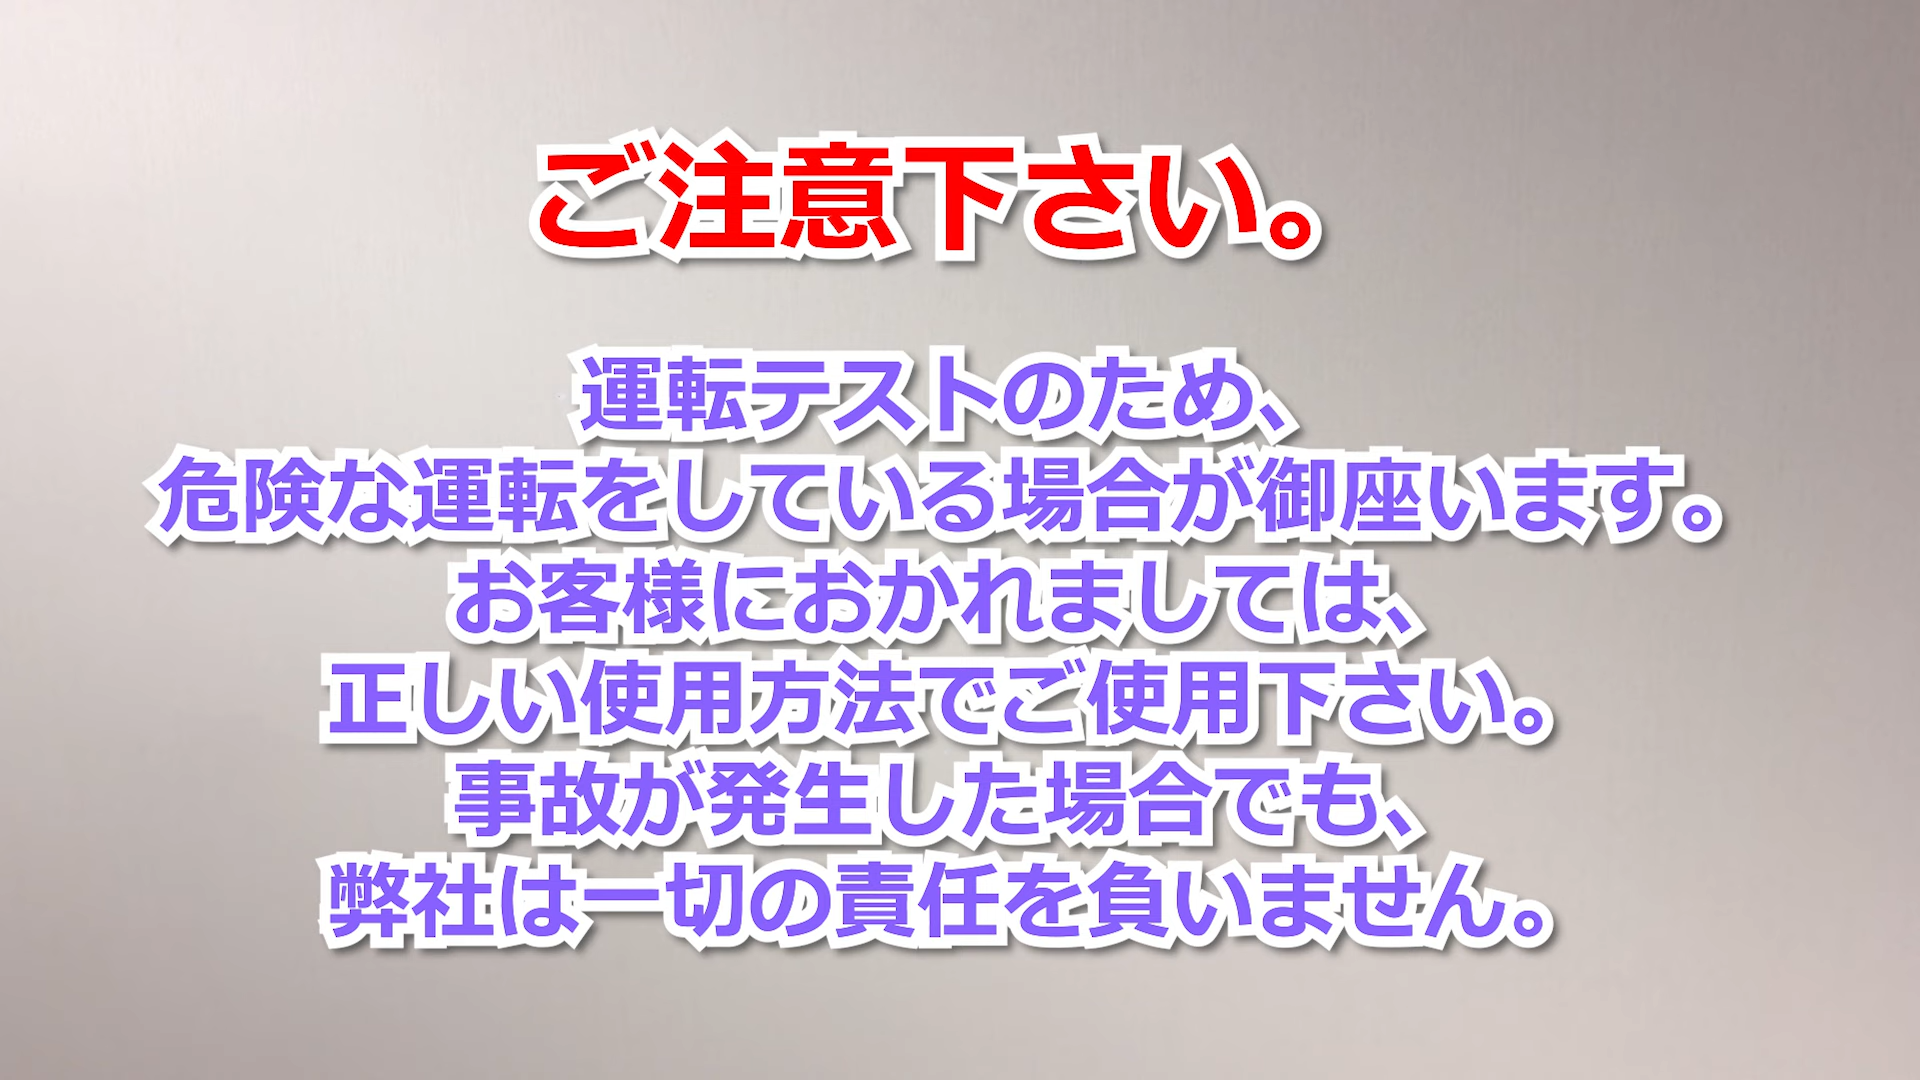 ご注意下さい。
運転テストのため、
危険な運転をしている場合が御座います。
お客様におかれましては、
正しい使用方法でご使用下さい。
事故が発生した場合でも、
弊社は一切の責任を負いません。